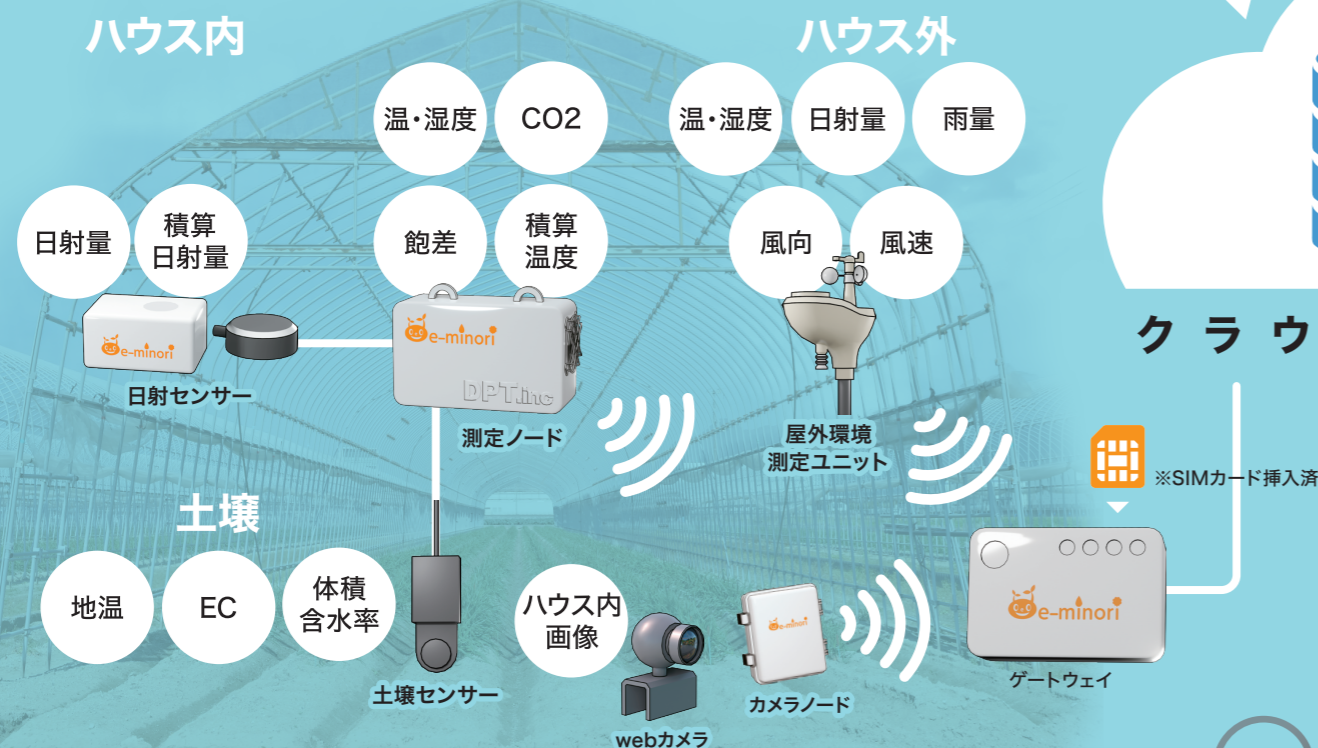 ハウス内
ハウス外
温・湿度
CO2
温・湿度
日射量
雨量
日射量
積算
日射量
飽差
積算
温度
風向
風速
e-minori
e-minori
DPT.inc
日射センサー
測定ノード
屋外環境
測定ユニット
クラウ
※SIMカード挿入済
土壌
地温
EC
体積
含水率
土壌センサー
ハウス内
画像
webカメラ
e-minori
カメラノード
e-minori
ゲートウェイ